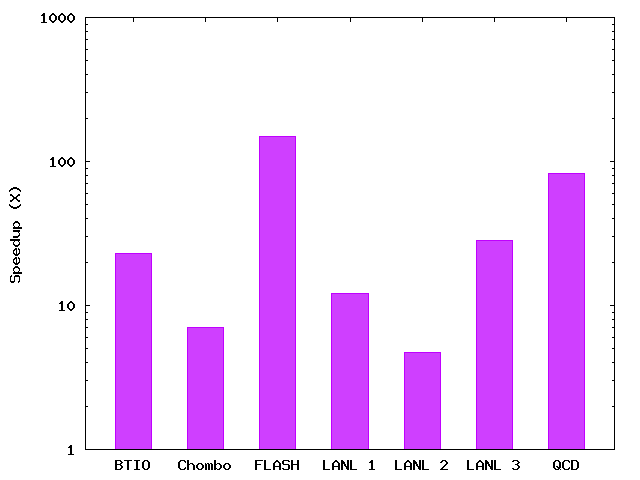 1000
100
10
1
Speedup (X)
BTIO Chombo FLASH LANL 1 LANL 2 LANL 3 QCD